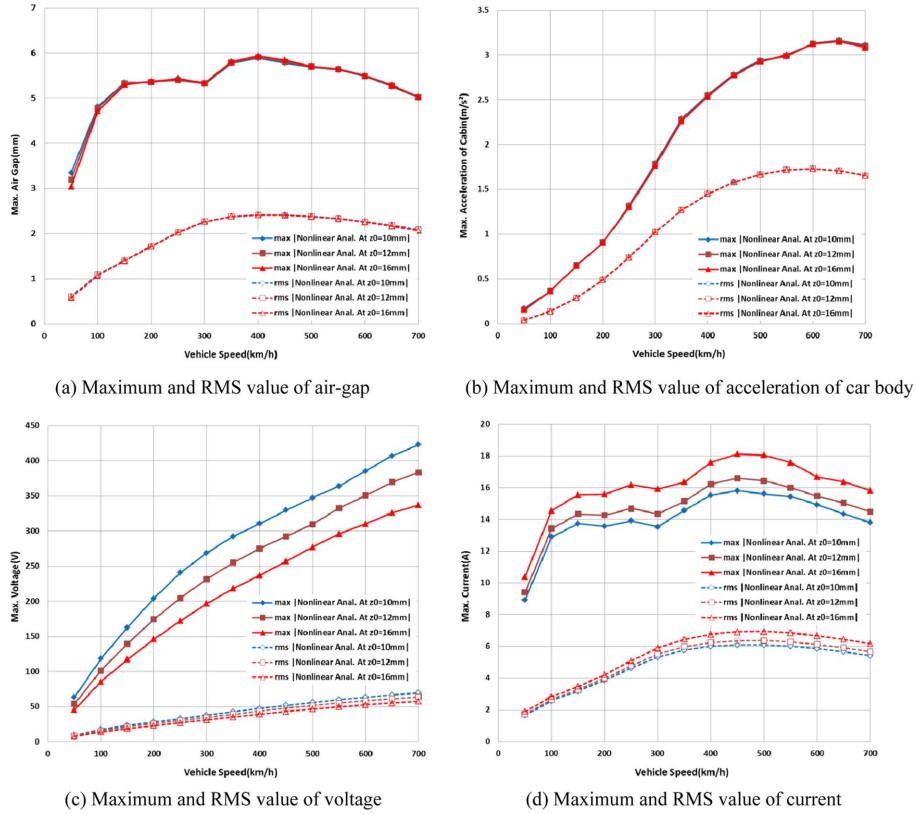 7
6
5
4
3
2
1
0
Max. Air Gap(mm)
max |Nonlinear Anal. At z0=10mm|
max |Nonlinear Anal. At z0=12mm|
max |Nonlinear Anal. At z0=16mm|
rms |Nonlinear Anal. At z0=10mm|
rms |Nonlinear Anal. At z0=12mm|
rms |Nonlinear Anal. At z0=16mm|
0 100 200 300 400 500 600 700
Vehicle Speed(km/h)
(a) Maximum and RMS value of air-gap
3.5
3
2.5
2
1.5
1
0.5
0
Max. Acceleration of Cabin(m/s²)
max |Nonlinear Anal. At z0=10mm|
max |Nonlinear Anal. At z0=12mm|
max |Nonlinear Anal. At z0=16mm|
rms |Nonlinear Anal. At z0=10mm|
rms |Nonlinear Anal. At z0=12mm|
rms |Nonlinear Anal. At z0=16mm|
0 100 200 300 400 500 600 700
Vehicle Speed(km/h)
(b) Maximum and RMS value of acceleration of car body
450
400
350
300
250
200
150
100
50
0
Max. Voltage(V)
max |Nonlinear Anal. At z0=10mm|
max |Nonlinear Anal. At z0=12mm|
max |Nonlinear Anal. At z0=16mm|
rms |Nonlinear Anal. At z0=10mm|
rms |Nonlinear Anal. At z0=12mm|
rms |Nonlinear Anal. At z0=16mm|
0 100 200 300 400 500 600 700
Vehicle Speed(km/h)
(c) Maximum and RMS value of voltage
20
18
16
14
12
10
8
6
4
2
0
Max. Current(A)
max |Nonlinear Anal. At z0=10mm|
max |Nonlinear Anal. At z0=12mm|
max |Nonlinear Anal. At z0=16mm|
rms |Nonlinear Anal. At z0=10mm|
rms |Nonlinear Anal. At z0=12mm|
rms |Nonlinear Anal. At z0=16mm|
0 100 200 300 400 500 600 700
Vehicle Speed(km/h)
(d) Maximum and RMS value of current